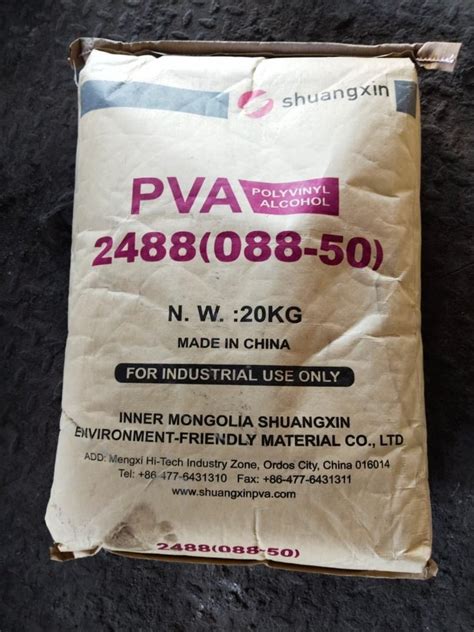 shuangxin
PVA POLYVINYL
ALCOHOL
2488(088-50)
N. W. :20KG
MADE IN CHINA
FOR INDUSTRIAL USE ONLY
INNER MONGOLIA SHUANGXIN
ENVIRONMENT-FRIENDLY MATERIAL CO., LTD
ADD: Mengxi Hi-Tech Industry Zone, Ordos City, China 016014
Tel: +86-477-6431310 Fax: +86-477-6431311
www.shuangxinpva.com
2488(088-50)